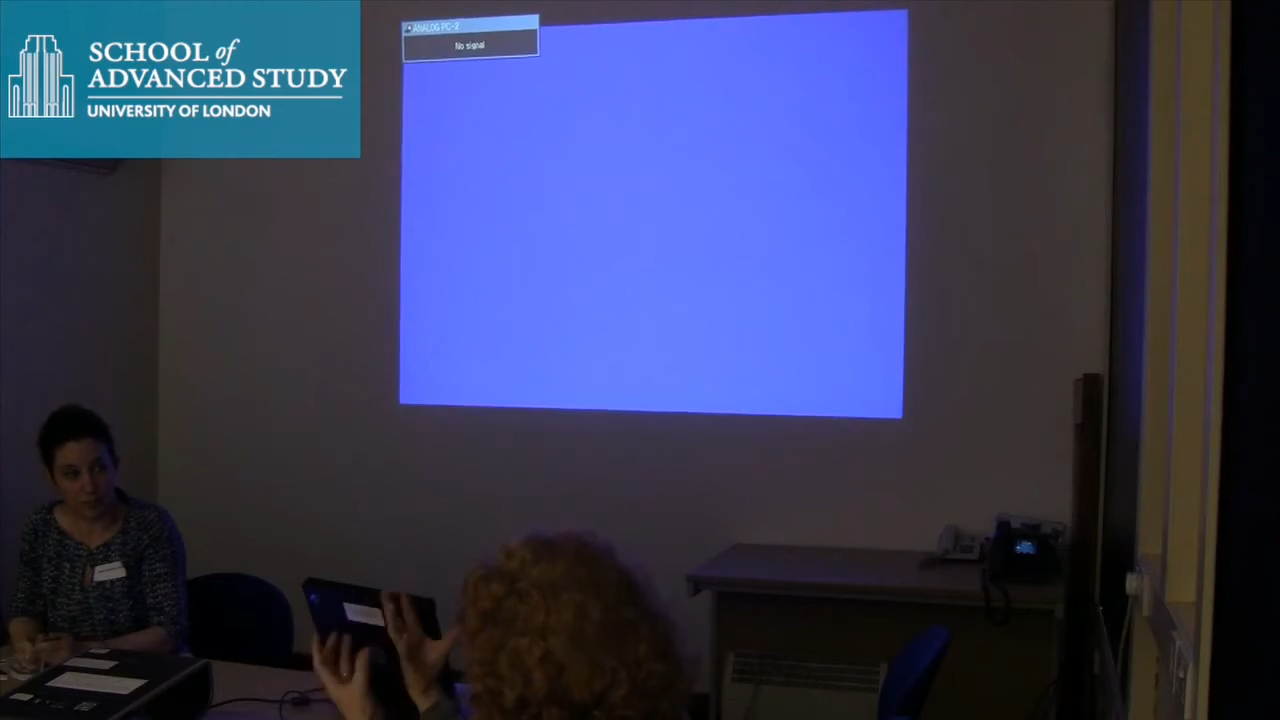 SCHOOL of
ADVANCED STUDY
UNIVERSITY OF LONDON
ANALOG PC-2
No signal